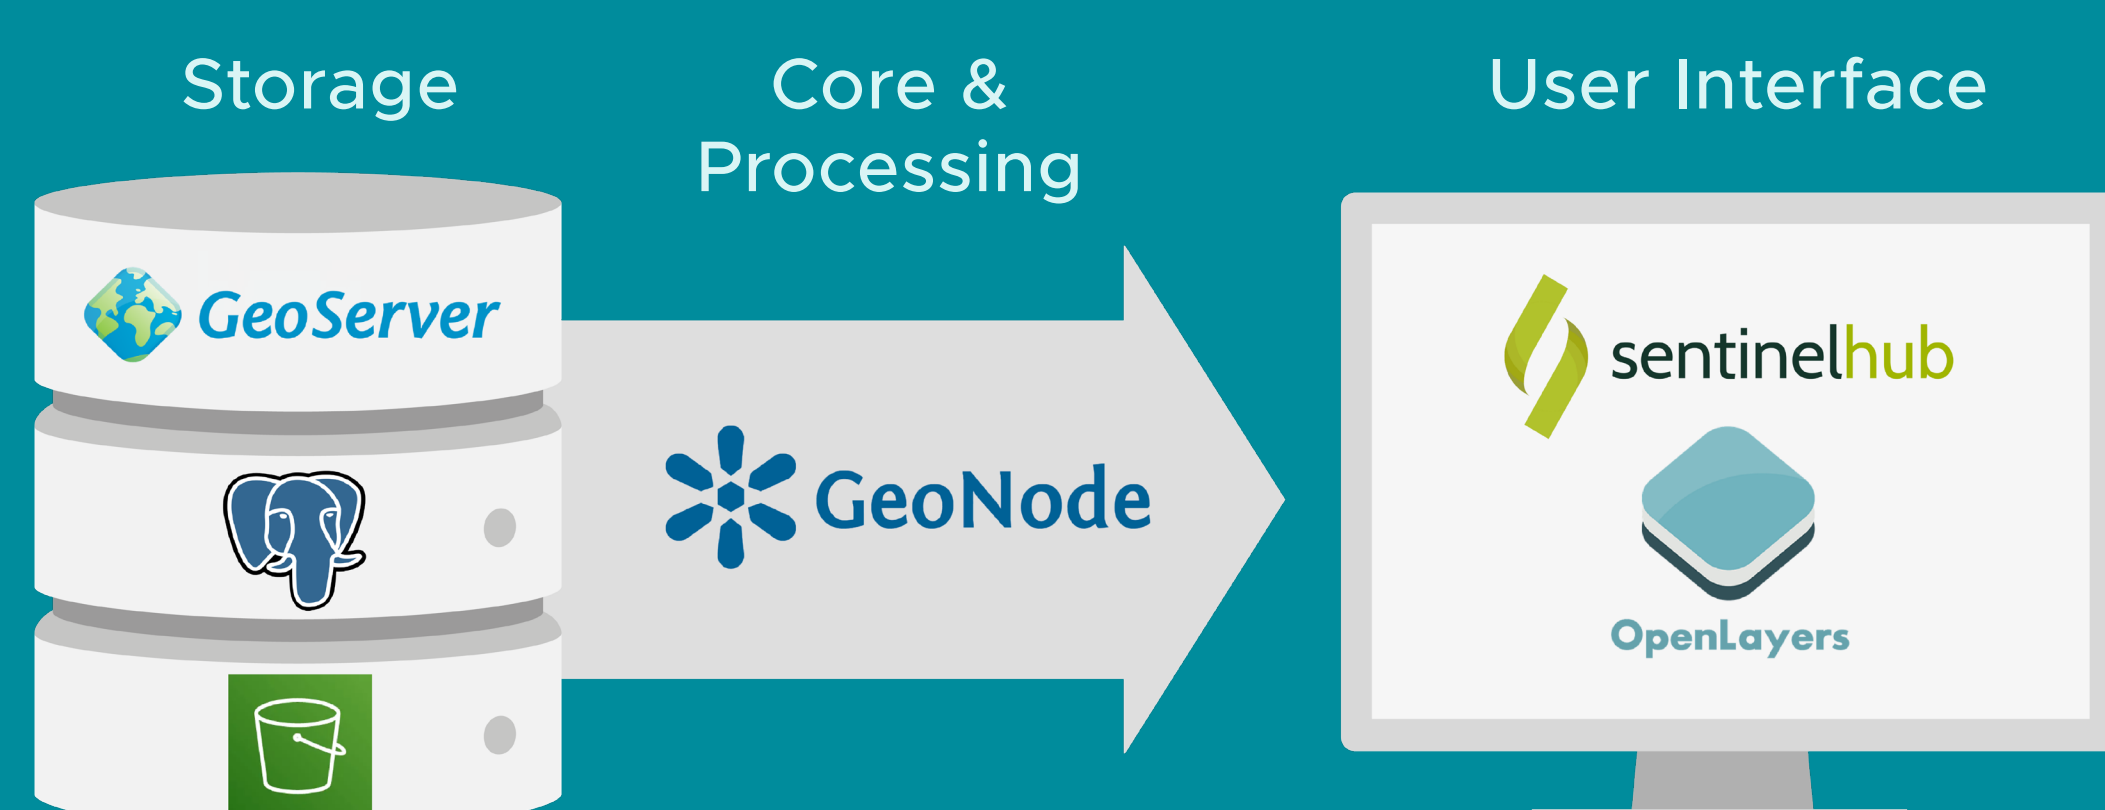 Storage
Core &
Processing
User Interface
GeoServer
GeoNode
sentinelhub
OpenLayers